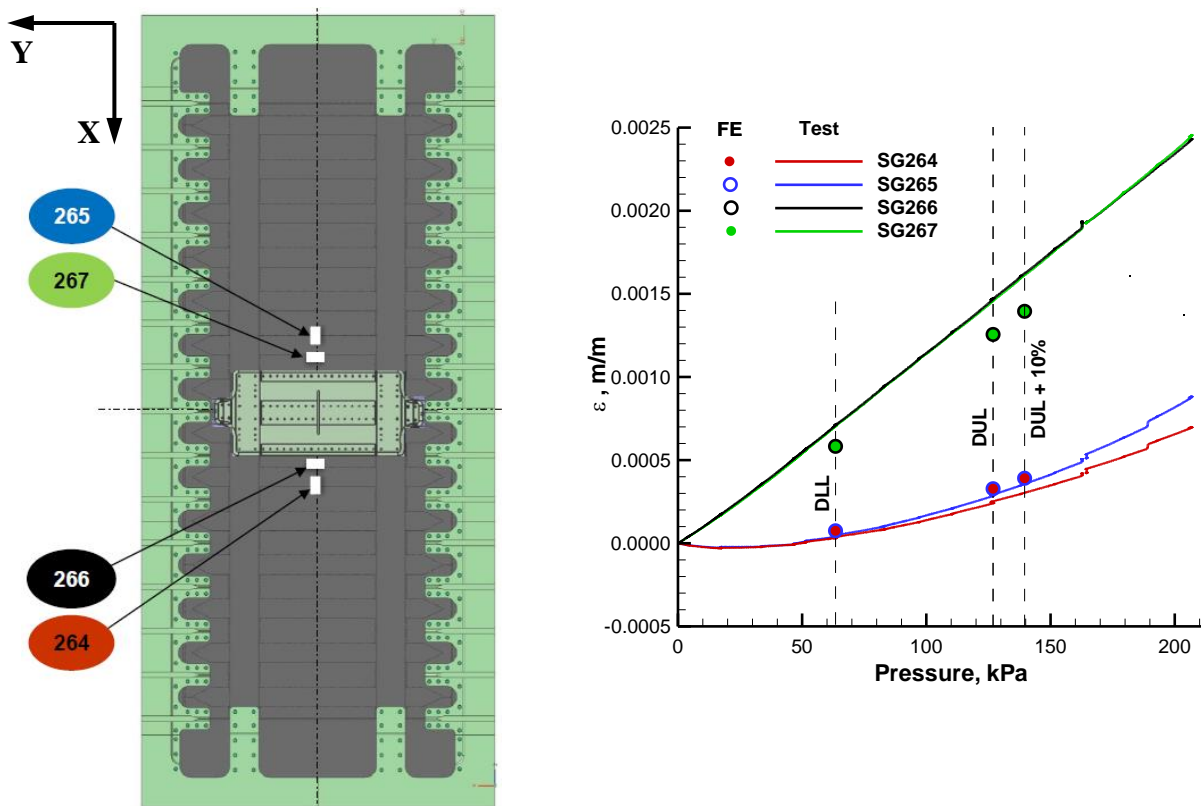 Y
X
265
267
266
264
FE Test
SG264
SG265
SG266
SG267
ε , m/m
0.0025
0.0020
0.0015
0.0010
0.0005
0.0000
-0.0005
DLL
DUL
DUL + 10%
0 50 100 150 200
Pressure, kPa